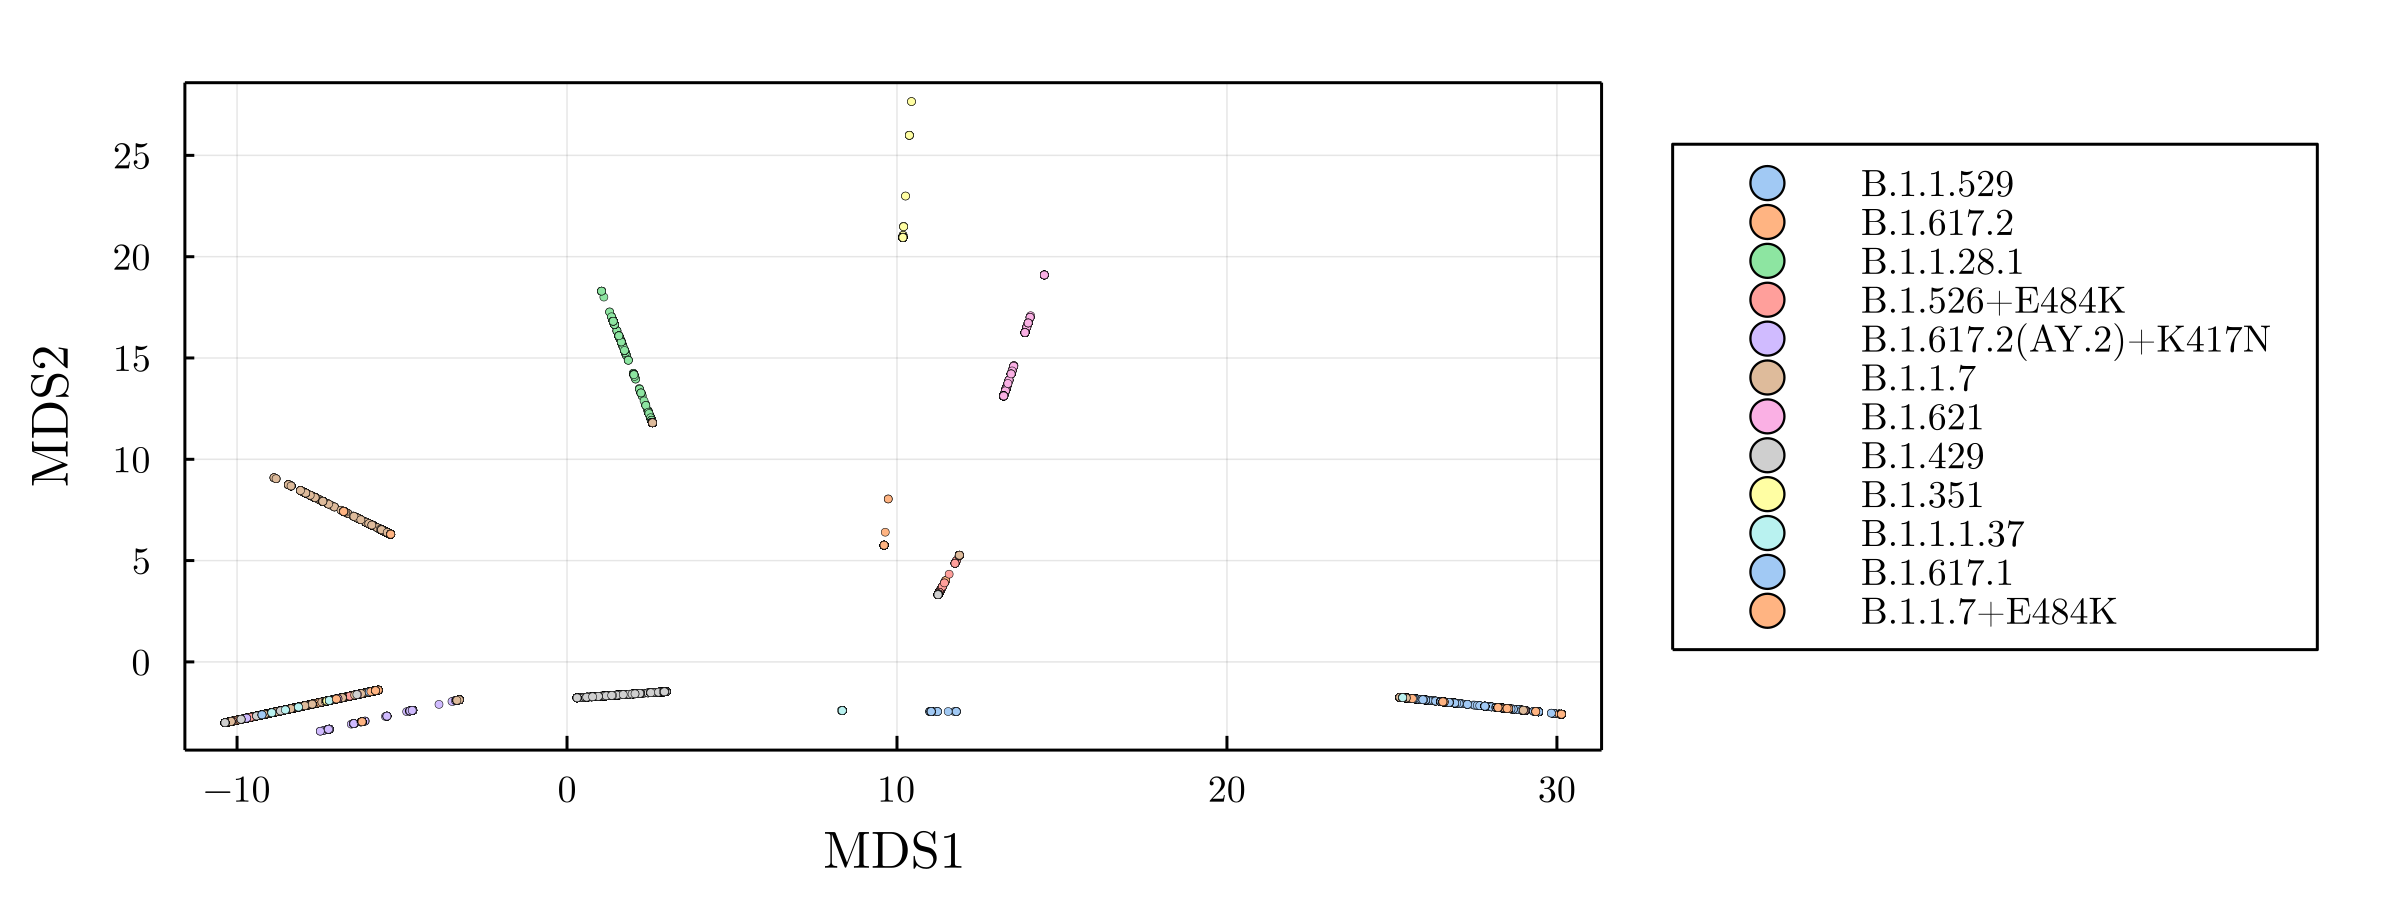 25
20
15
10
5
0
MDS2
−10 0 10 20 30
MDS1
B.1.1.529
B.1.617.2
B.1.1.28.1
B.1.526+E484K
B.1.617.2(AY.2)+K417N
B.1.1.7
B.1.621
B.1.429
B.1.351
B.1.1.1.37
B.1.617.1
B.1.1.7+E484K